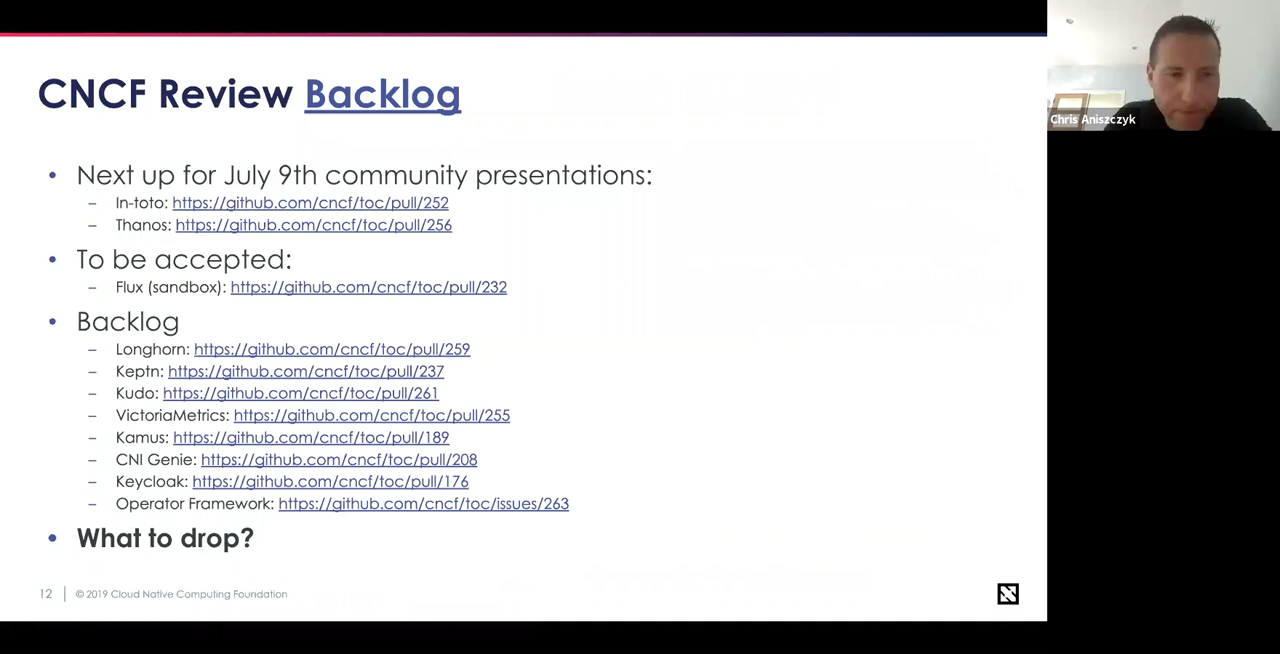 CNCF Review Backlog
Chris Aniszczyk
• Next up for July 9th community presentations:
– In-toto: https://github.com/cncf/toc/pull/252
– Thanos: https://github.com/cncf/toc/pull/256
• To be accepted:
– Flux (sandbox): https://github.com/cncf/toc/pull/232
• Backlog
– Longhorn: https://github.com/cncf/toc/pull/259
– Keptn: https://github.com/cncf/toc/pull/237
– Kudo: https://github.com/cncf/toc/pull/261
– VictoriaMetrics: https://github.com/cncf/toc/pull/255
– Kamus: https://github.com/cncf/toc/pull/189
– CNI Genie: https://github.com/cncf/toc/pull/208
– Keycloak: https://github.com/cncf/toc/pull/176
– Operator Framework: https://github.com/cncf/toc/issues/263
• What to drop?
12 | © 2019 Cloud Native Computing Foundation